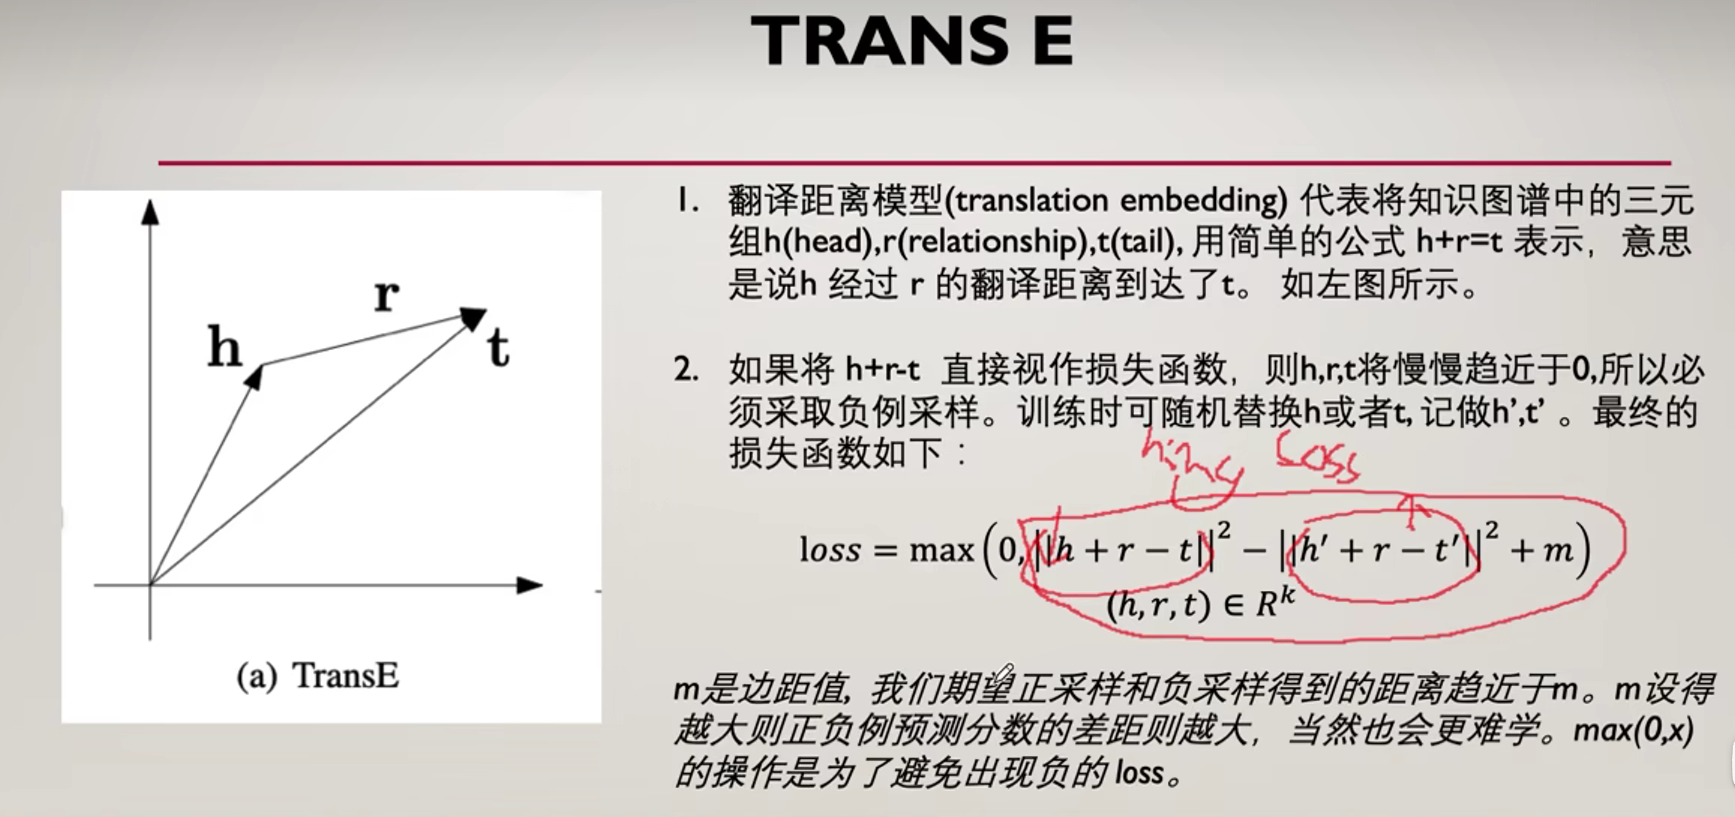 TRANS E
h
r
t
(a) TransE
1. 翻译距离模型(translation embedding) 代表将知识图谱中的三元
组h(head),r(relationship),t(tail), 用简单的公式 h+r=t 表示，意思
是说h 经过 r 的翻译距离到达了t。 如左图所示。
2. 如果将 h+r-t 直接视作损失函数，则h,r,t将慢慢趋近于0,所以必
须采取负例采样。训练时可随机替换h或者t, 记做h’,t’ 。最终的
损失函数如下：
hing Loss
loss = max(0, ||h + r − t||² − ||h′ + r − t′||² + m)
(h, r, t) ∈ Rᵏ
m是边距值, 我们期望正采样和负采样得到的距离趋近于m。m设得
越大则正负例预测分数的差距则越大，当然也会更难学。max(0,x)
的操作是为了避免出现负的 loss。